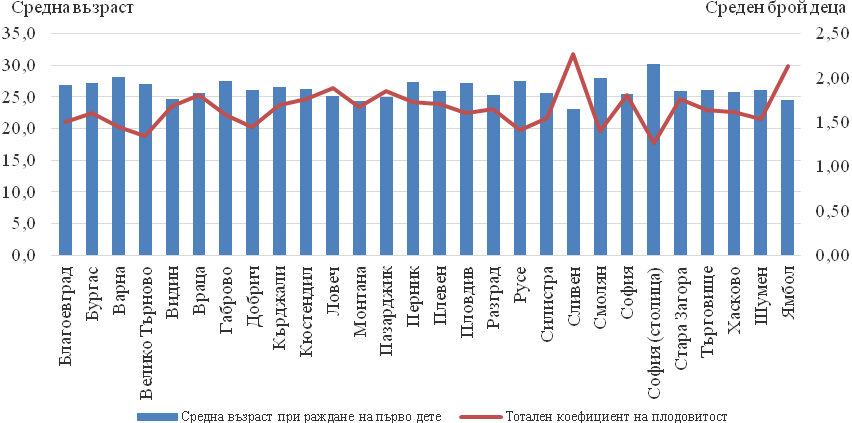 Средна възраст
Среден брой деца
35,0
30,0
25,0
20,0
15,0
10,0
5,0
0,0
2,50
2,00
1,50
1,00
0,50
0,00
Благоевград
Бургас
Варна
Велико Търново
Видин
Враца
Габрово
Добрич
Кърджали
Кюстендил
Ловеч
Монтана
Пазарджик
Перник
Плевен
Пловдив
Разград
Русе
Силистра
Сливен
Смолян
София
София (столица)
Стара Загора
Търговище
Хасково
Шумен
Ямбол
Средна възраст при раждане на първо дете
Тотален коефициент на плодовитост